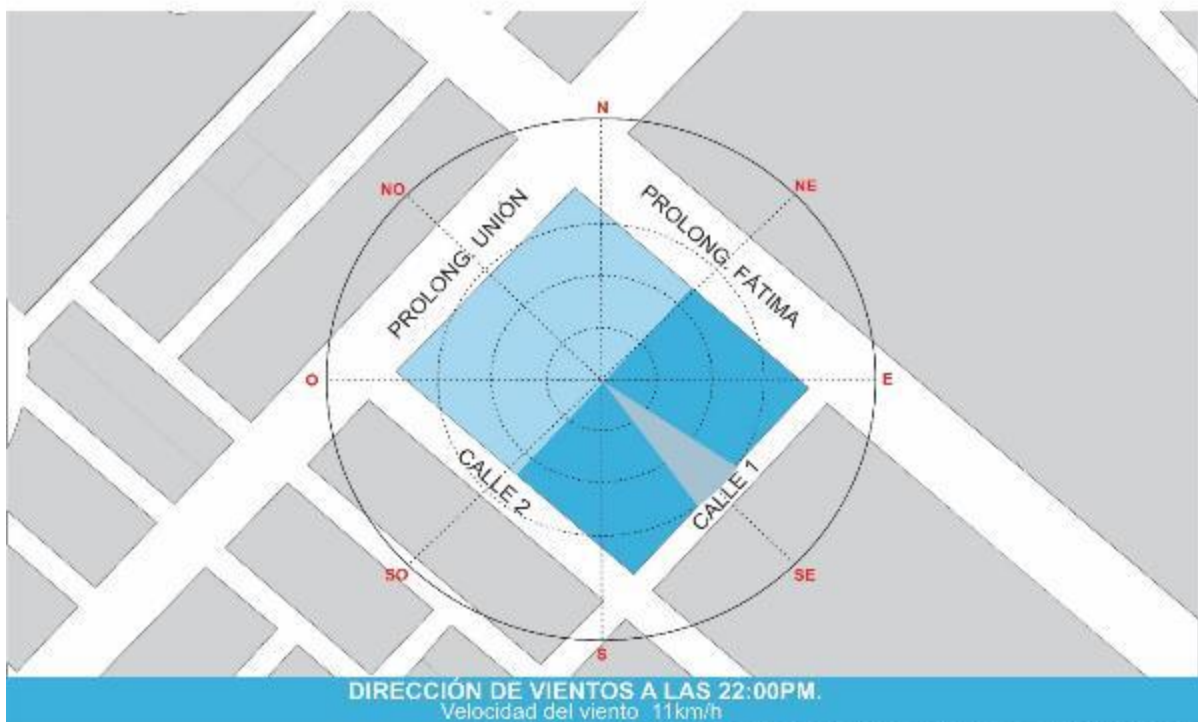 N
NO
NE
PROLONG. UNIÓN
PROLONG. FÁTIMA
O
E
CALLE 2
CALLE 1
SO
SE
S
DIRECCIÓN DE VIENTOS A LAS 22:00PM.
Velocidad del viento 11km/h